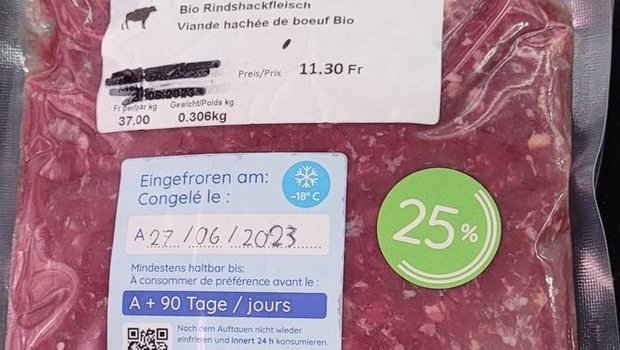 Bio Rindshackfleisch
Viande hachée de boeuf Bio
Preis/Prix 11.30 Fr
Fr per/par kg Gewicht/Poids kg
37.00 0.306kg
Eingefroren am:
Congelé le :
-18° C
A 27/06/2023
25%
Mindestens haltbar bis:
À consommer de préférence avant le :
A + 90 Tage / jours
Nach dem Auftauen nicht wieder
einfrieren und innert 24 h konsumieren.